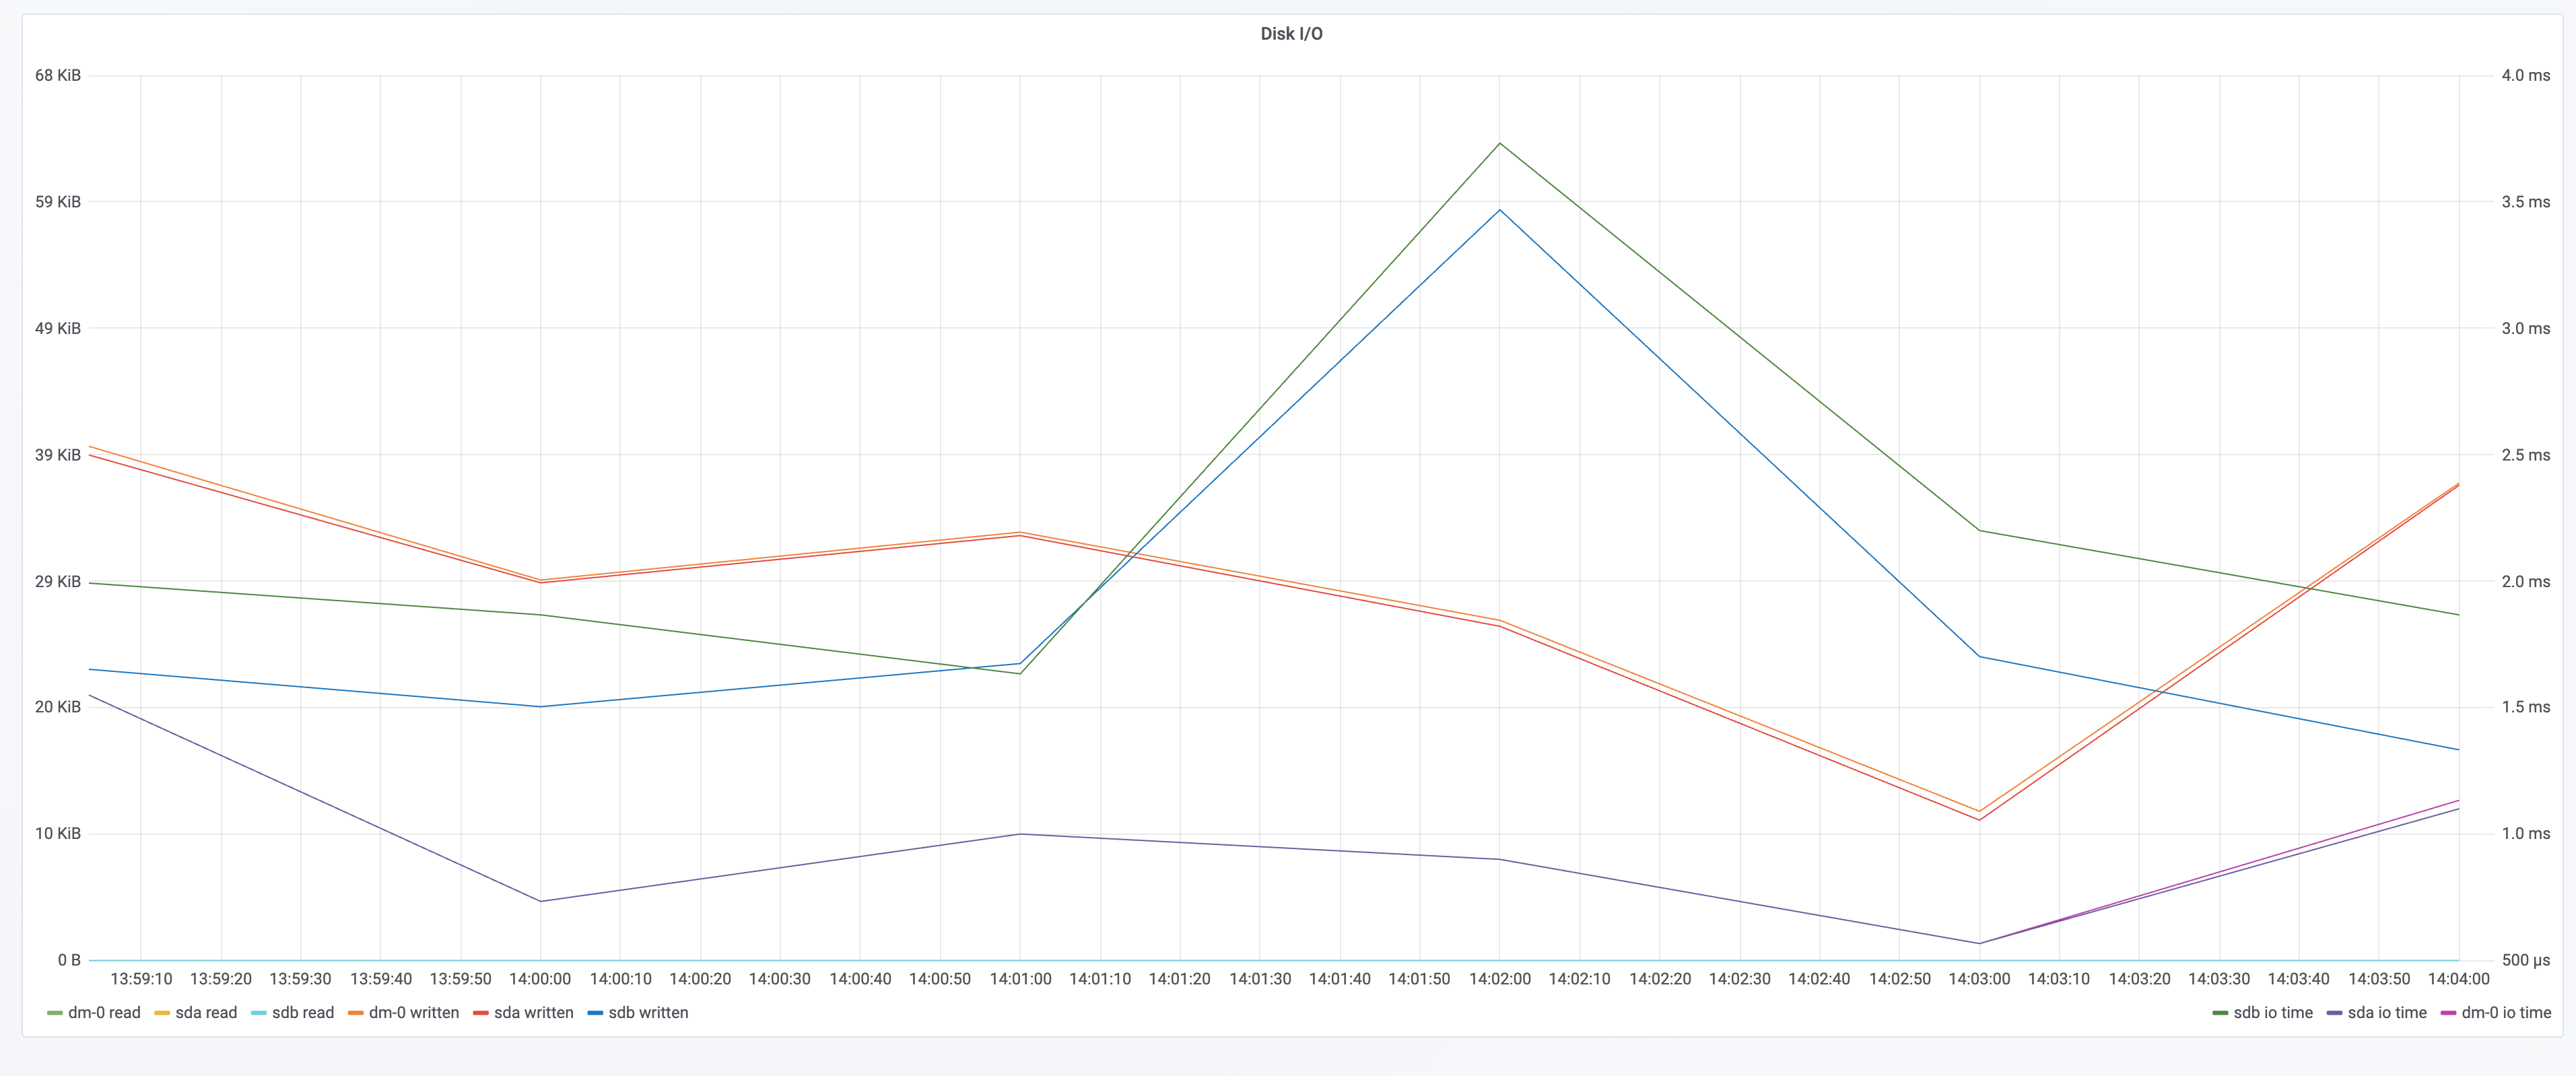 Disk I/O
68 KiB 4.0 ms
59 KiB 3.5 ms
49 KiB 3.0 ms
39 KiB 2.5 ms
29 KiB 2.0 ms
20 KiB 1.5 ms
10 KiB 1.0 ms
0 B 500 µs
13:59:10 13:59:20 13:59:30 13:59:40 13:59:50 14:00:00 14:00:10 14:00:20 14:00:30 14:00:40 14:00:50 14:01:00 14:01:10 14:01:20 14:01:30 14:01:40 14:01:50 14:02:00 14:02:10 14:02:20 14:02:30 14:02:40 14:02:50 14:03:00 14:03:10 14:03:20 14:03:30 14:03:40 14:03:50 14:04:00
dm-0 read sda read sdb read dm-0 written sda written sdb written sdb io time sda io time dm-0 io time